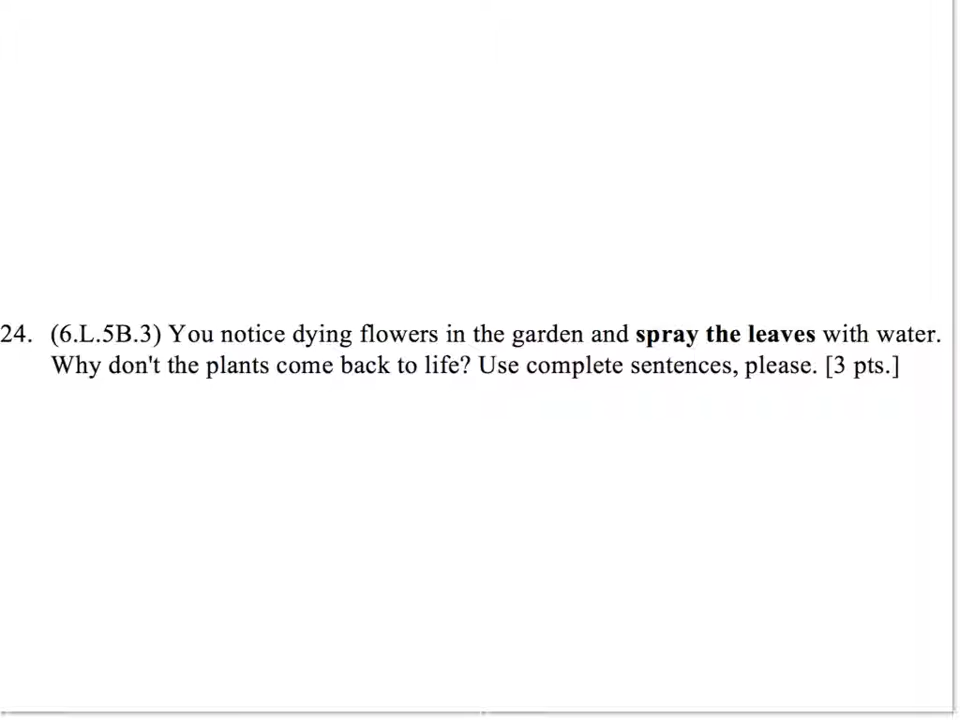 24. (6.L.5B.3) You notice dying flowers in the garden and spray the leaves with water.
Why don't the plants come back to life? Use complete sentences, please. [3 pts.]